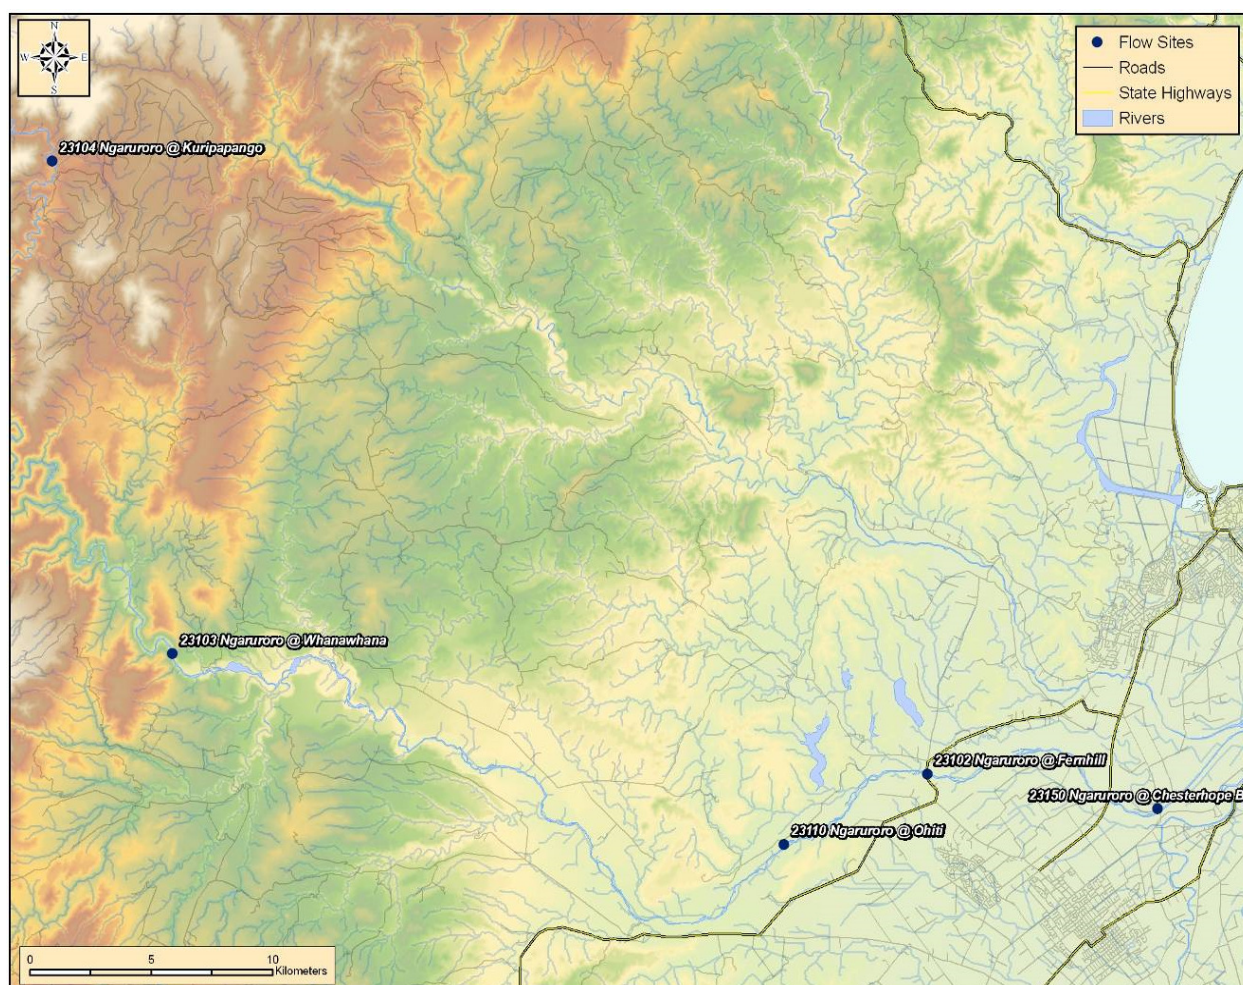 N
W E
S
Flow Sites
Roads
State Highways
Rivers
23104 Ngaruroro @ Kuripapango
23103 Ngaruroro @ Whanawhana
23102 Ngaruroro @ Fernhill
23150 Ngaruroro @ Chesterhope B
23110 Ngaruroro @ Ohiti
0 5 10
Kilometers